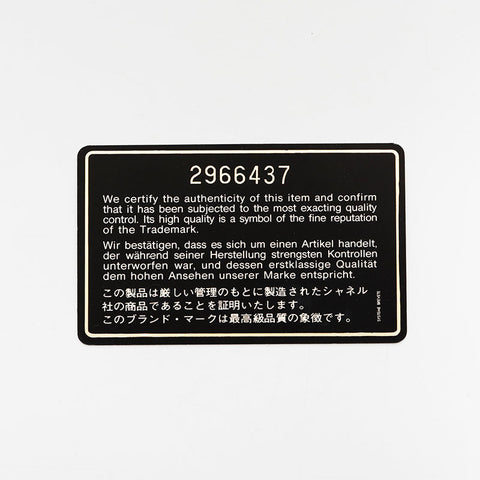 2966437
We certify the authenticity of this item and confirm
that it has been subjected to the most exacting quality
control. Its high quality is a symbol of the fine reputation
of the Trademark.
Wir bestätigen, dass es sich um einen Artikel handelt,
der während seiner Herstellung strengsten Kontrollen
unterworfen war, und dessen erstklassige Qualität
dem hohen Ansehen unserer Marke entspricht.
この製品は厳しい管理のもとに製造されたシャネル
社の商品であることを証明いたします。
このブランド・マークは最高級品質の象徴です。